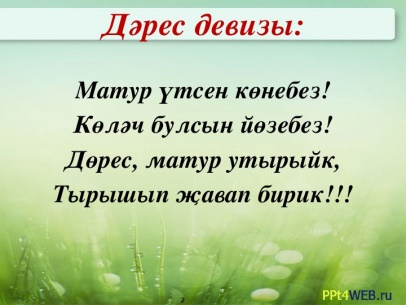 Дәрес девизы:
Матур үтсен көнебез!
Көләч булсын йөзебез!
Дөрес, матур утырыйк,
Тырышып җавап бирик!!!
PPt4WEB.ru